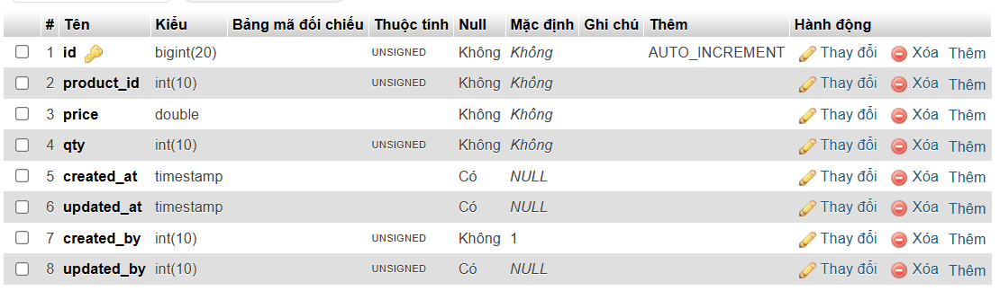 # Tên Kiểu Bảng mã đối chiếu Thuộc tính Null Mặc định Ghi chú Thêm Hành động
1 id bigint(20) UNSIGNED Không Không AUTO_INCREMENT Thay đổi Xóa Thêm
2 product_id int(10) UNSIGNED Không Không Thay đổi Xóa Thêm
3 price double Không Không Thay đổi Xóa Thêm
4 qty int(10) UNSIGNED Không Không Thay đổi Xóa Thêm
5 created_at timestamp Có NULL Thay đổi Xóa Thêm
6 updated_at timestamp Có NULL Thay đổi Xóa Thêm
7 created_by int(10) UNSIGNED Không 1 Thay đổi Xóa Thêm
8 updated_by int(10) UNSIGNED Có NULL Thay đổi Xóa Thêm